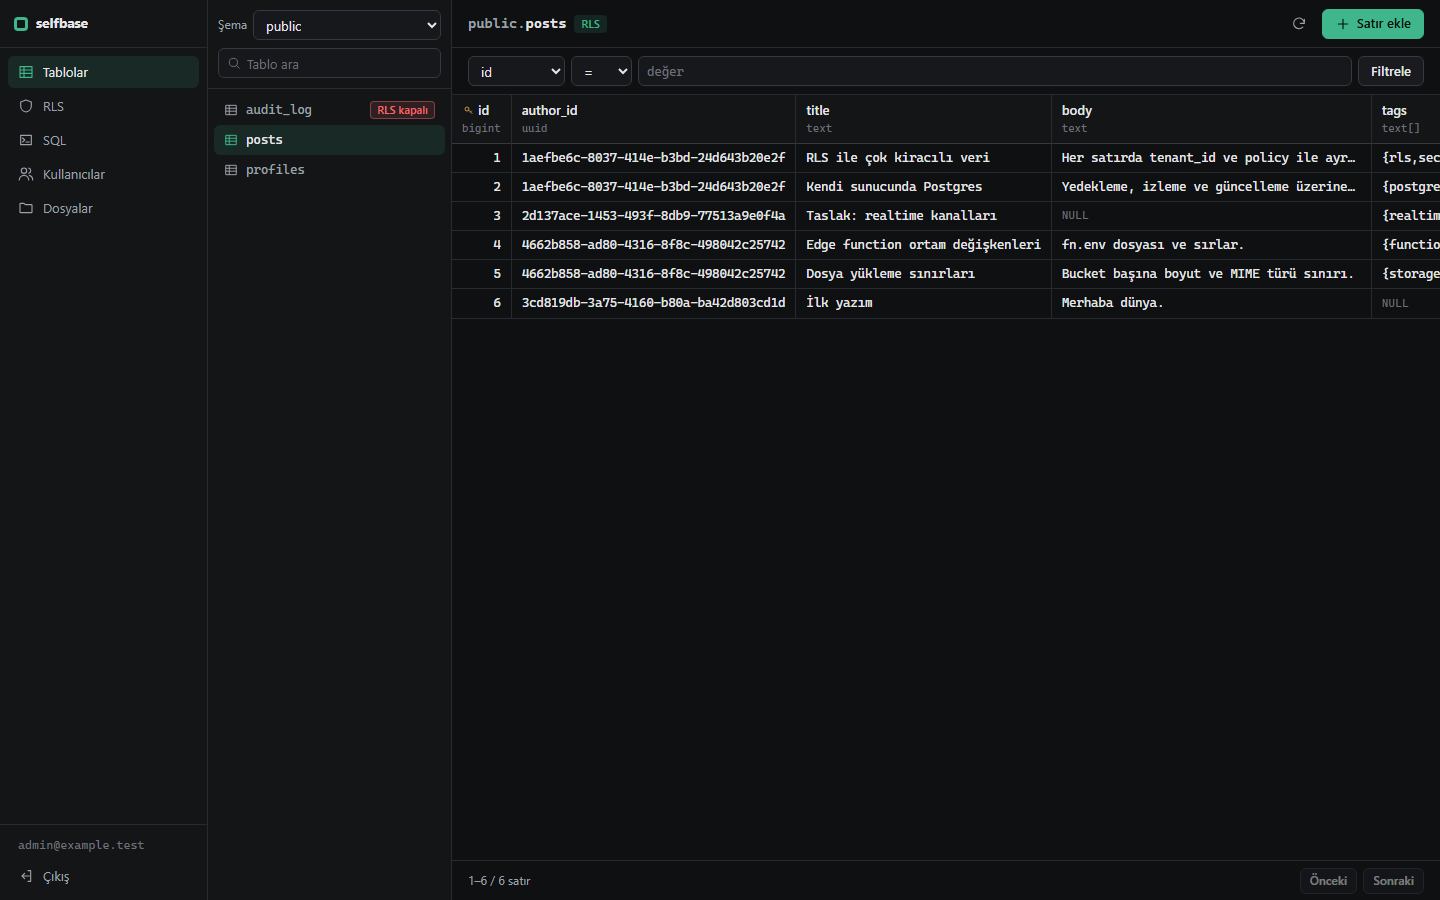 selfbase
Tablolar
RLS
SQL
Kullanıcılar
Dosyalar
admin@example.test
Çıkış
Şema public
Tablo ara
audit_log RLS kapalı
posts
profiles
public.posts RLS
Satır ekle
id = değer Filtrele
id author_id title body tags
bigint uuid text text text[]
1 1aefbe6c-8037-414e-b3bd-24d643b20e2f RLS ile çok kiracılı veri Her satırda tenant_id ve policy ile ayr… {rls,sec
2 1aefbe6c-8037-414e-b3bd-24d643b20e2f Kendi sunucunda Postgres Yedekleme, izleme ve güncelleme üzerine… {postgre
3 2d137ace-1453-493f-8db9-77513a9e0f4a Taslak: realtime kanalları NULL {realtim
4 4662b858-ad80-4316-8f8c-498042c25742 Edge function ortam değişkenleri fn.env dosyası ve sırlar. {functio
5 4662b858-ad80-4316-8f8c-498042c25742 Dosya yükleme sınırları Bucket başına boyut ve MIME türü sınırı. {storage
6 3cd819db-3a75-4160-b80a-ba42d803cd1d İlk yazım Merhaba dünya. NULL
1–6 / 6 satır
Önceki Sonraki